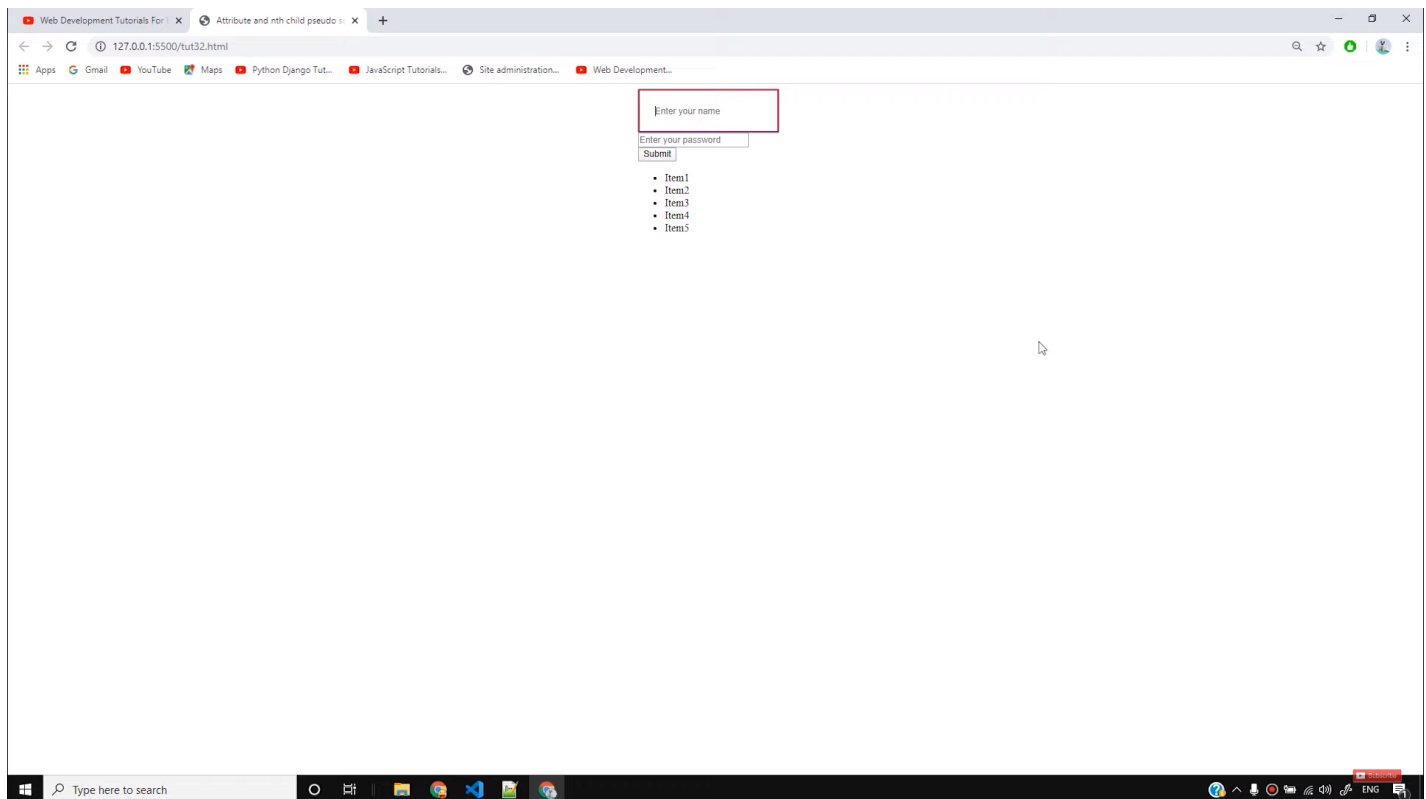 Web Development Tutorials For
Attribute and nth child pseudo se
127.0.0.1:5500/tut32.html
Apps Gmail YouTube Maps Python Django Tut... JavaScript Tutorials... Site administration... Web Development...
Enter your name
Enter your password
Submit
Item1
Item2
Item3
Item4
Item5
Subscribe
Type here to search
ENG